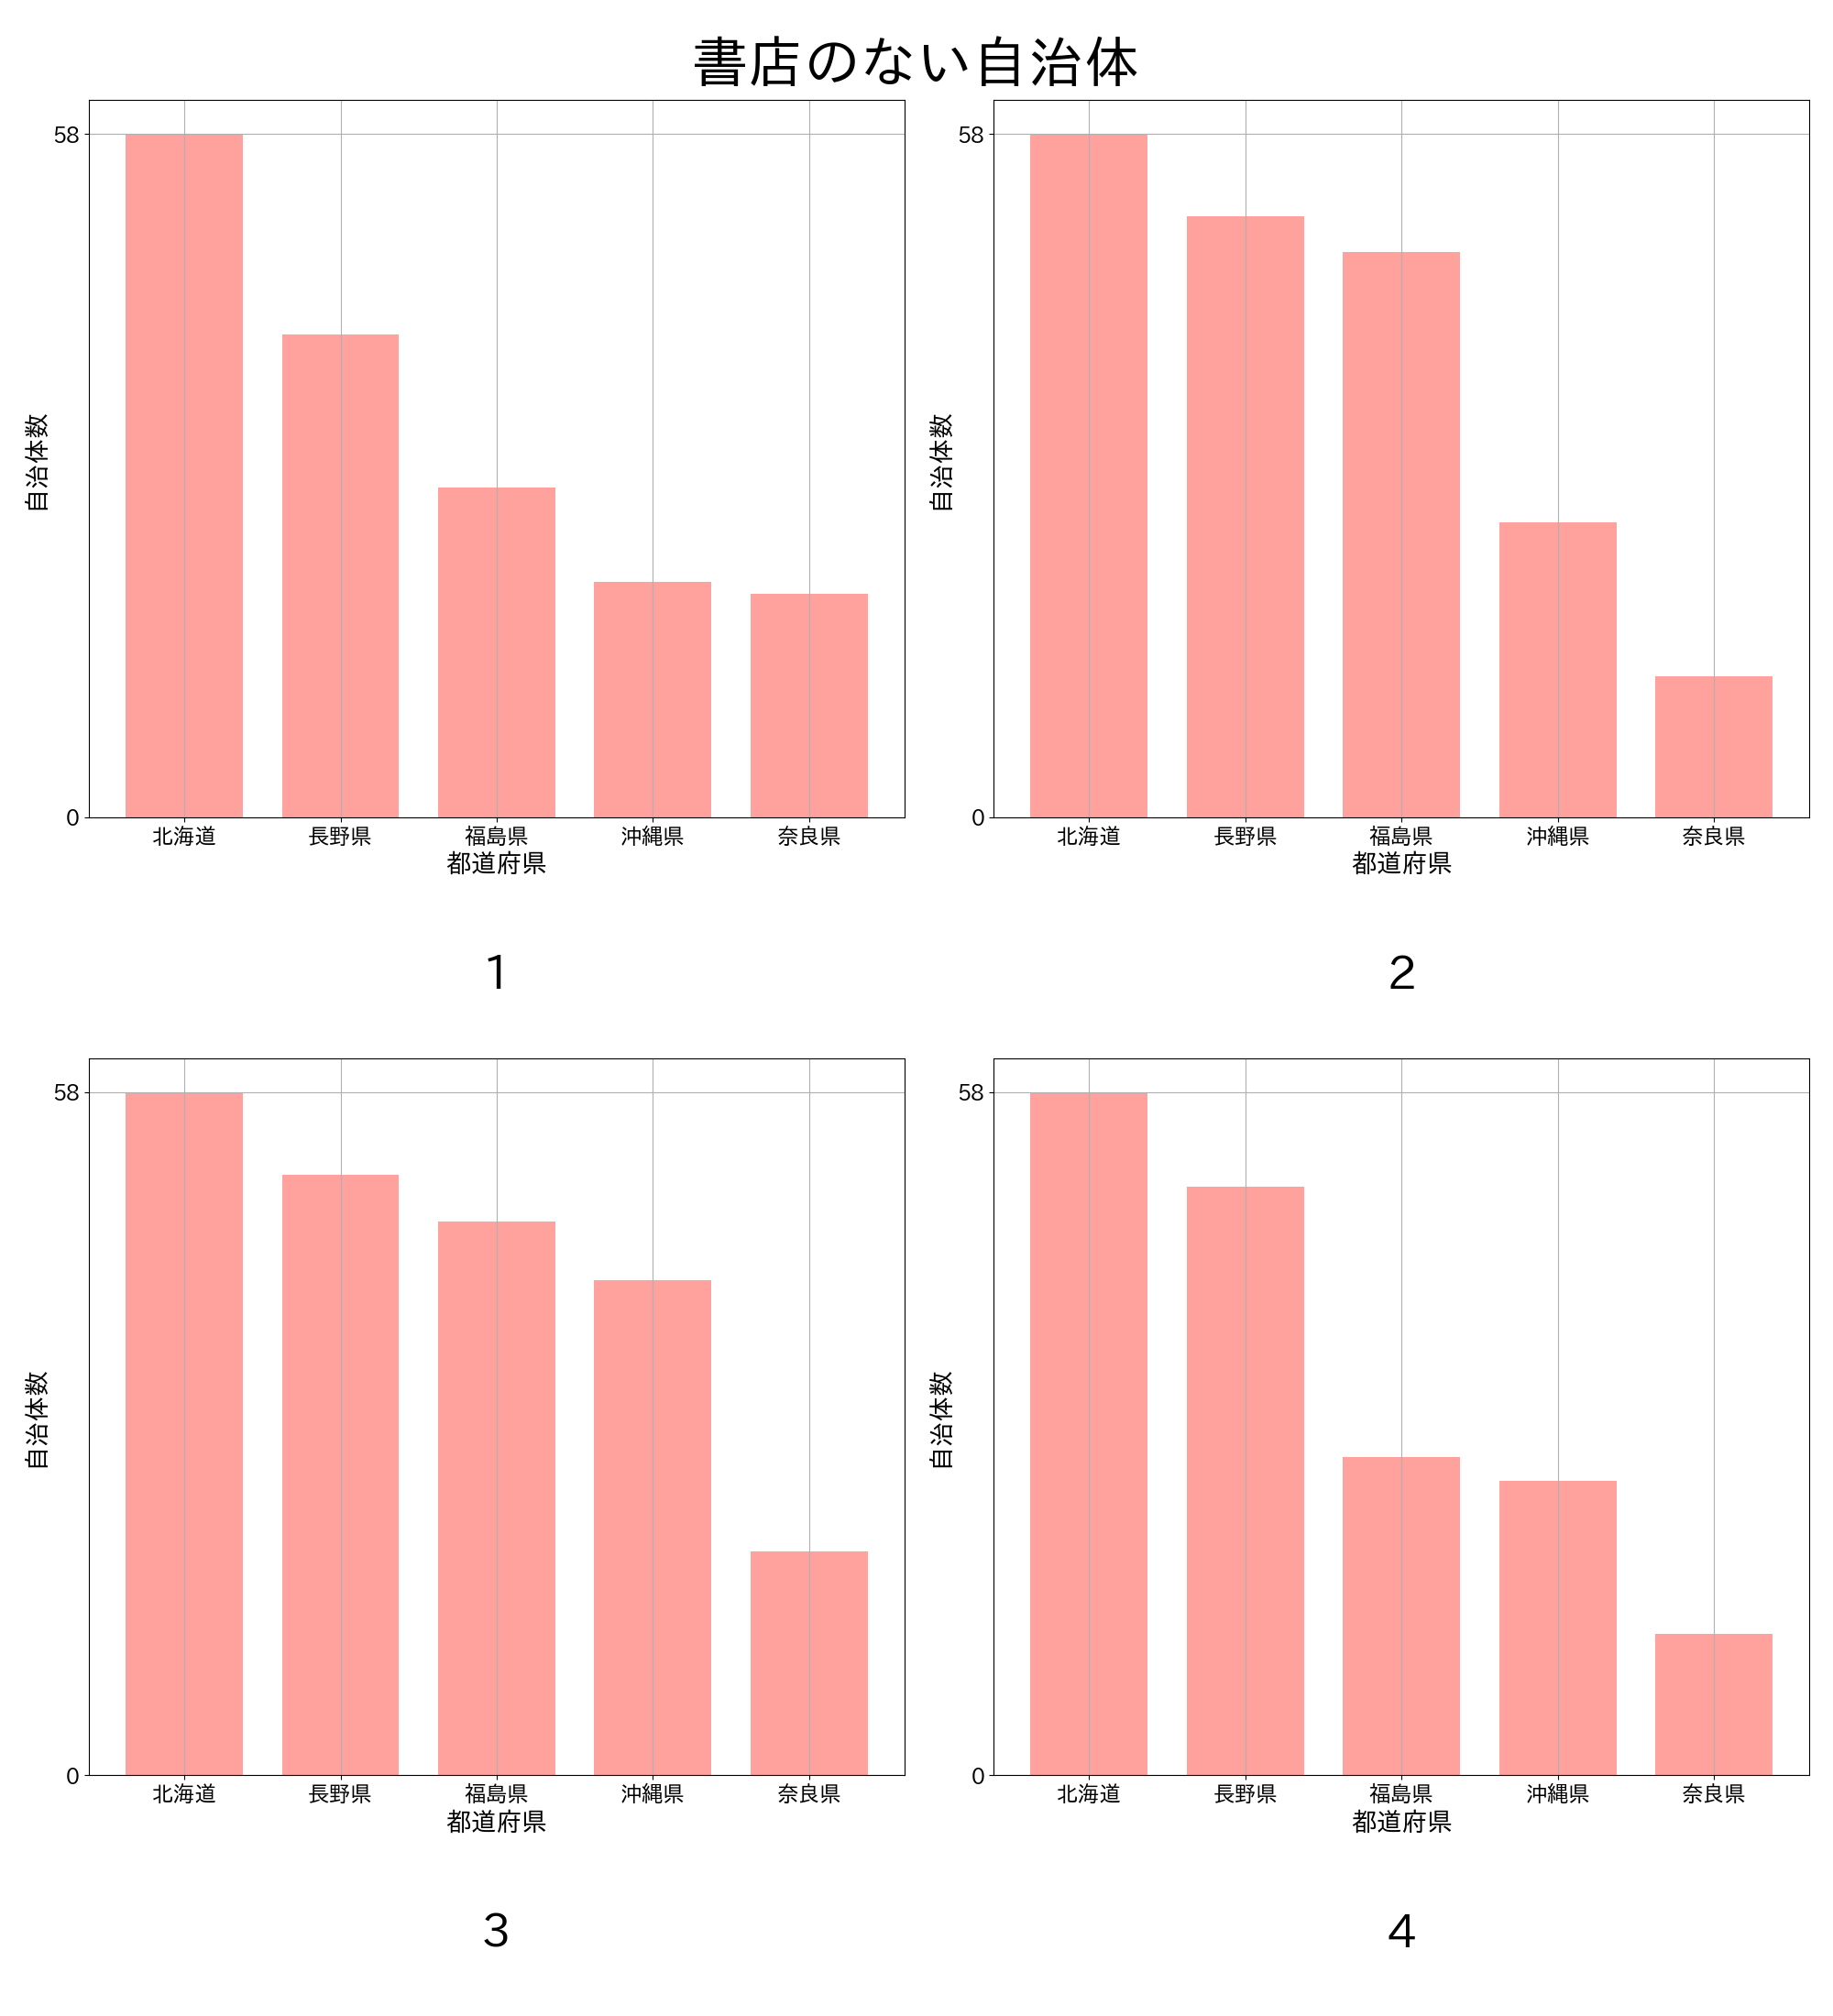 書店のない自治体
58
0
自治体数
北海道 長野県 福島県 沖縄県 奈良県
都道府県
1
58
0
自治体数
北海道 長野県 福島県 沖縄県 奈良県
都道府県
2
58
0
自治体数
北海道 長野県 福島県 沖縄県 奈良県
都道府県
3
58
0
自治体数
北海道 長野県 福島県 沖縄県 奈良県
都道府県
4